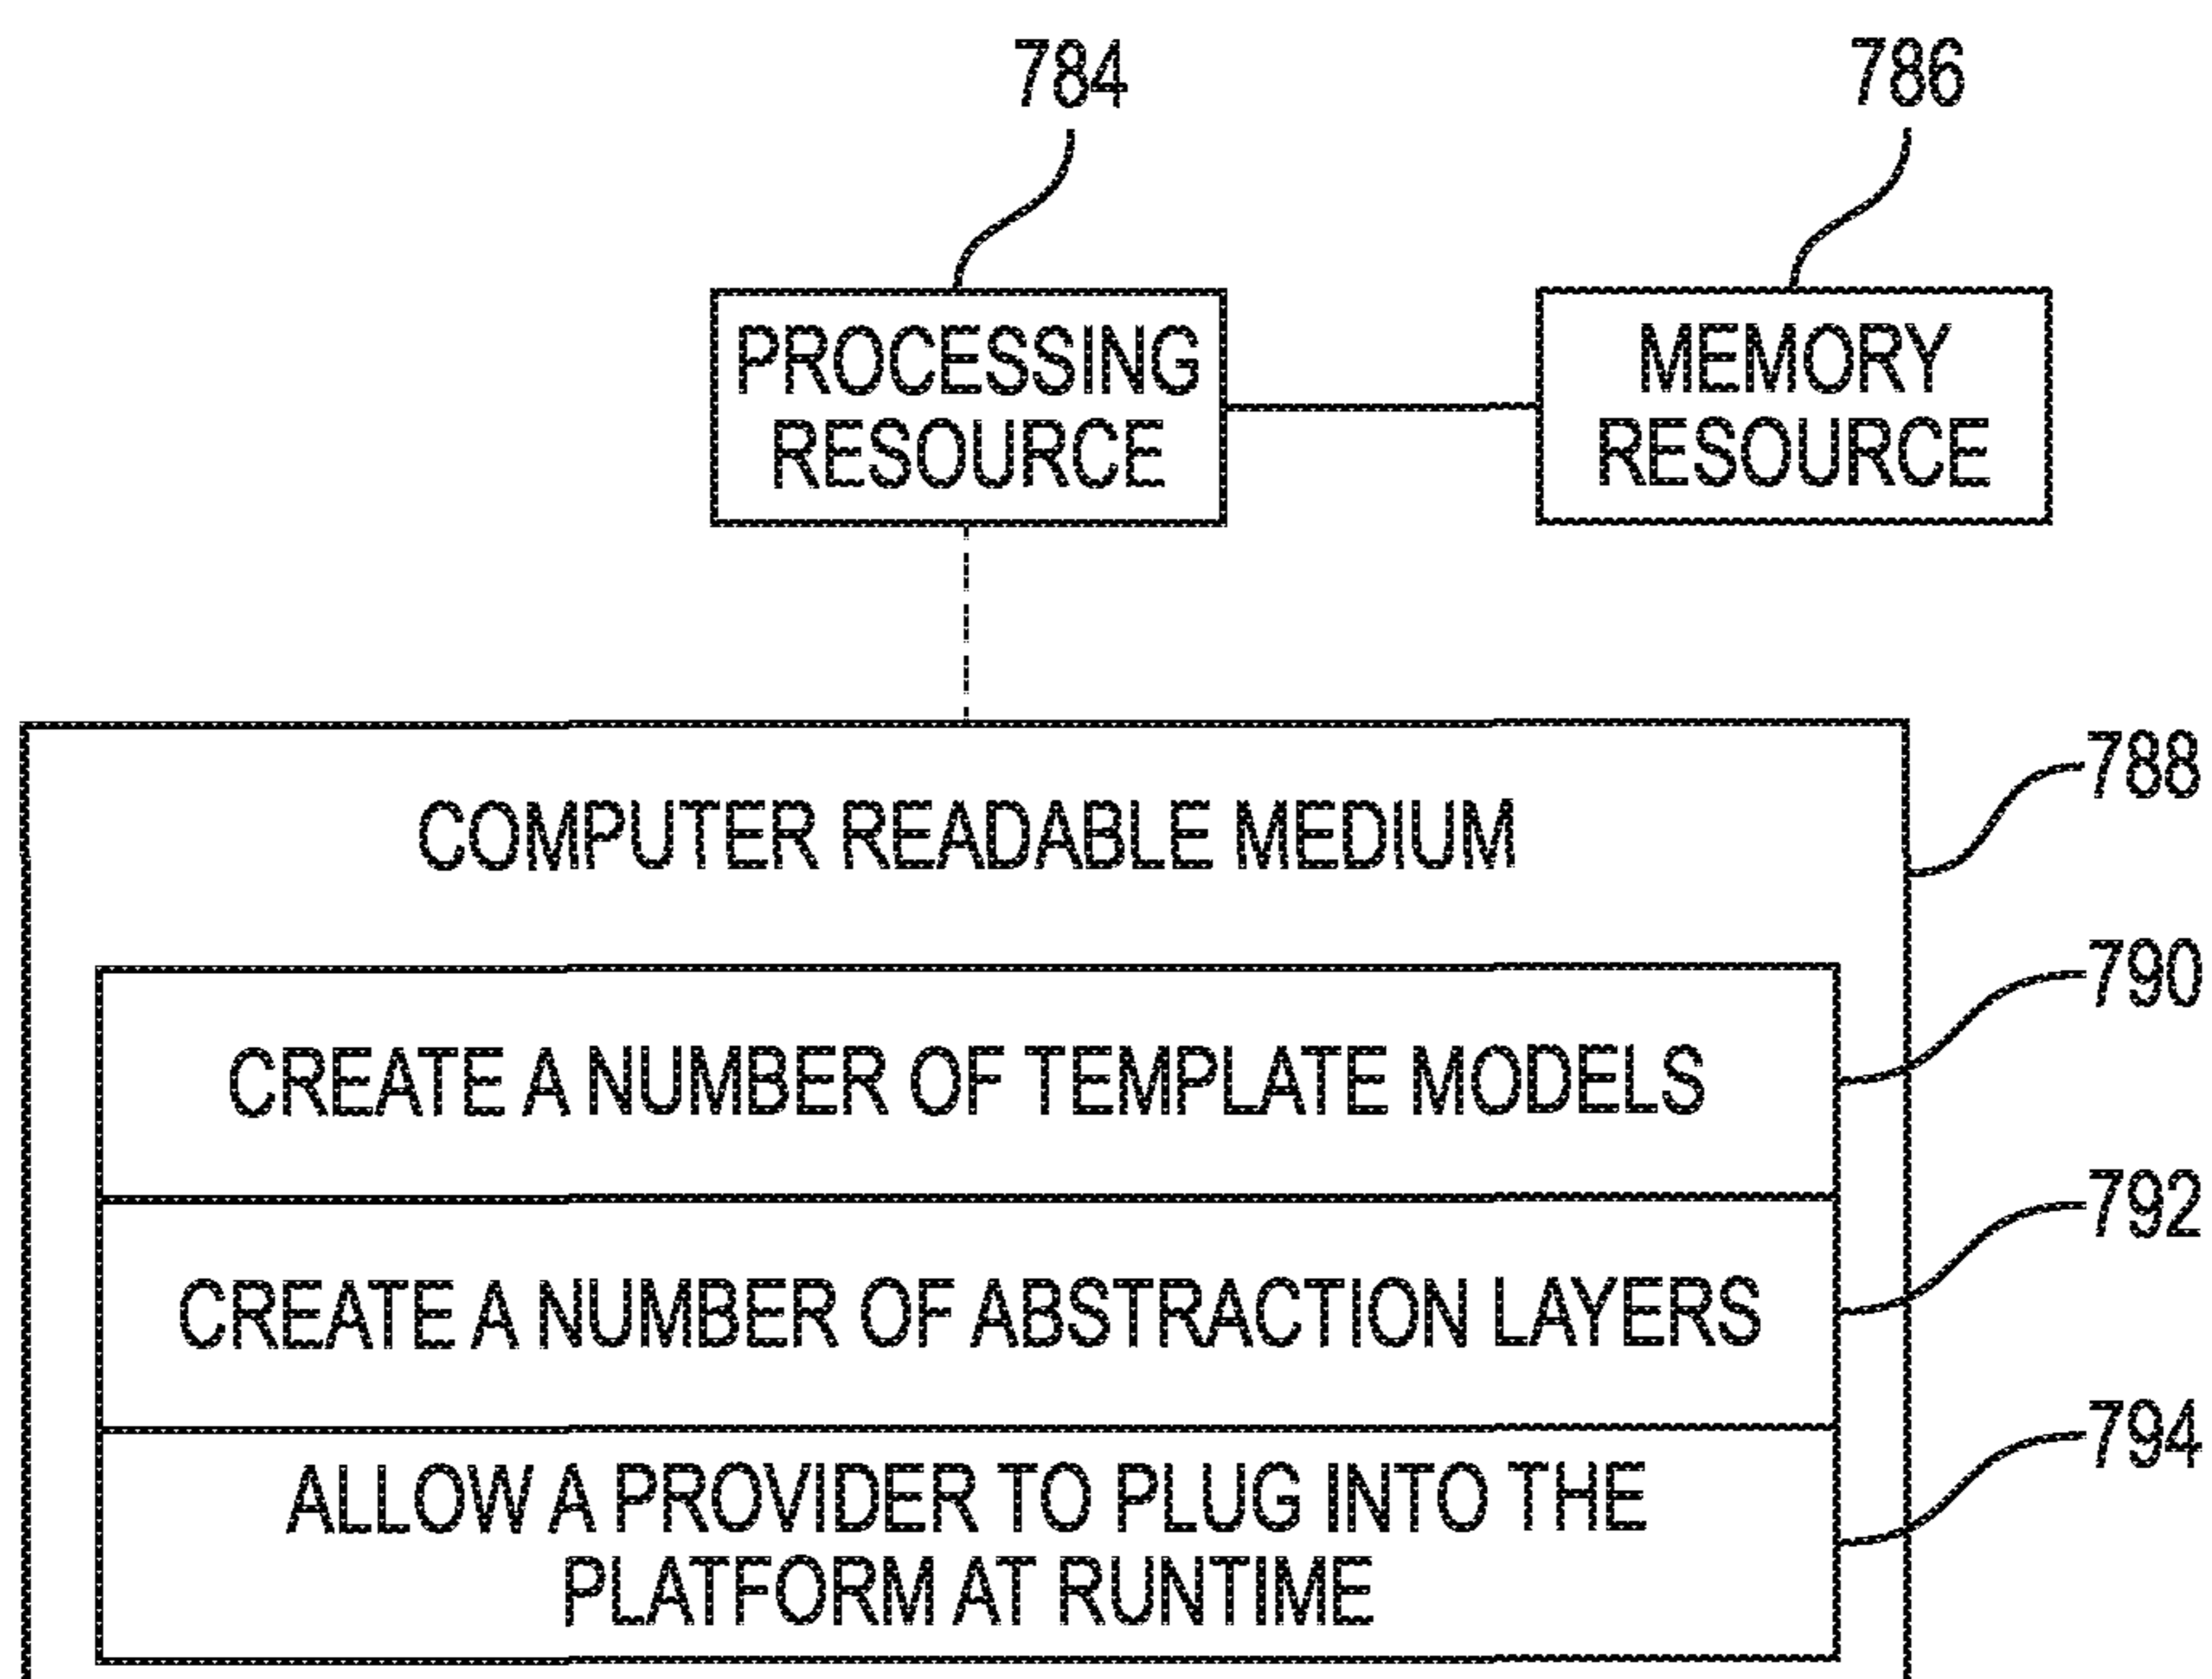 784
786
PROCESSING
RESOURCE
MEMORY
RESOURCE
COMPUTER READABLE MEDIUM
788
790
CREATE A NUMBER OF TEMPLATE MODELS
792
CREATE A NUMBER OF ABSTRACTION LAYERS
794
ALLOW A PROVIDER TO PLUG INTO THE
PLATFORM AT RUNTIME